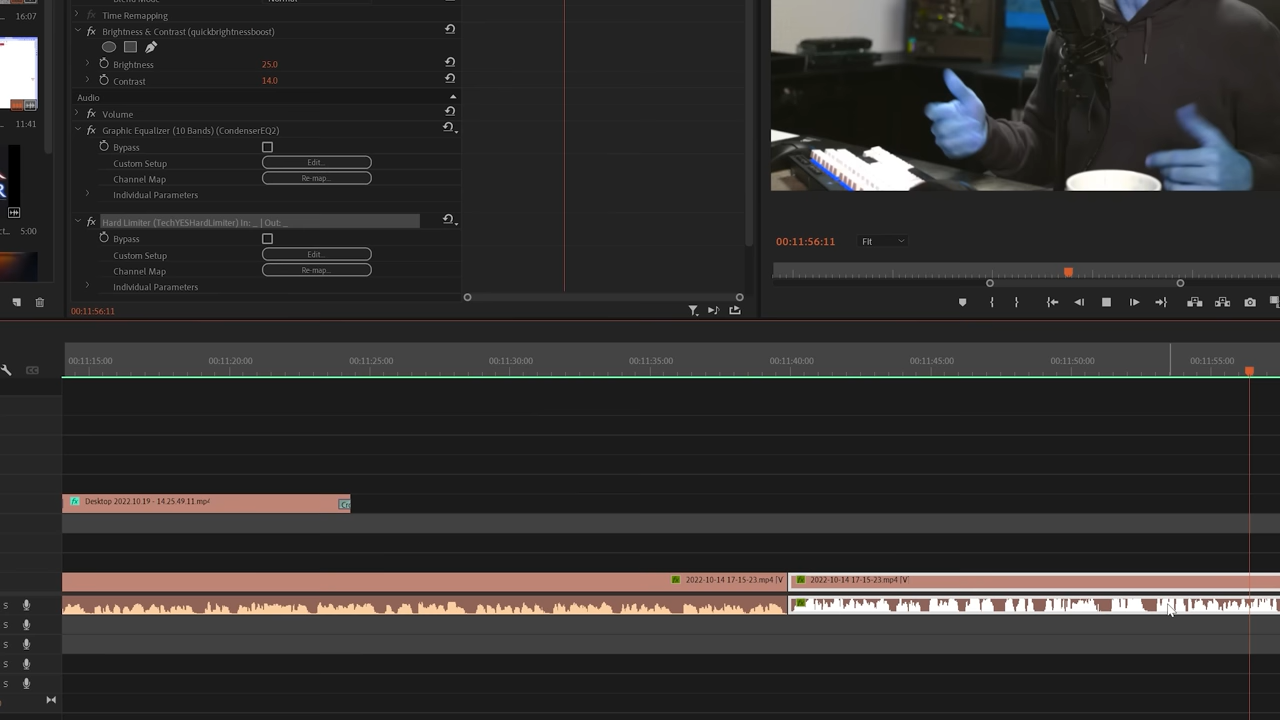 16:07
11:41
5:00
Time Remapping
Brightness & Contrast (quickbrightnessboost)
Brightness 25.0
Contrast 14.0
Audio
Volume
Graphic Equalizer (10 Bands) (CondenserEQ2)
Bypass
Custom Setup Edit...
Channel Map Re-map...
Individual Parameters
Hard Limiter (TechYESHardLimiter) In: _ | Out: _
Bypass
Custom Setup Edit...
Channel Map Re-map...
Individual Parameters
00:11:56:11
00:11:56:11 Fit
00:11:15:00 00:11:20:00 00:11:25:00 00:11:30:00 00:11:35:00 00:11:40:00 00:11:45:00 00:11:50:00 00:11:55:00
Desktop 2022.10.19 - 14.25.49.11.mp4
2022-10-14 17-15-23.mp4 [V 2022-10-14 17-15-23.mp4 [V
S
S
S
S
S